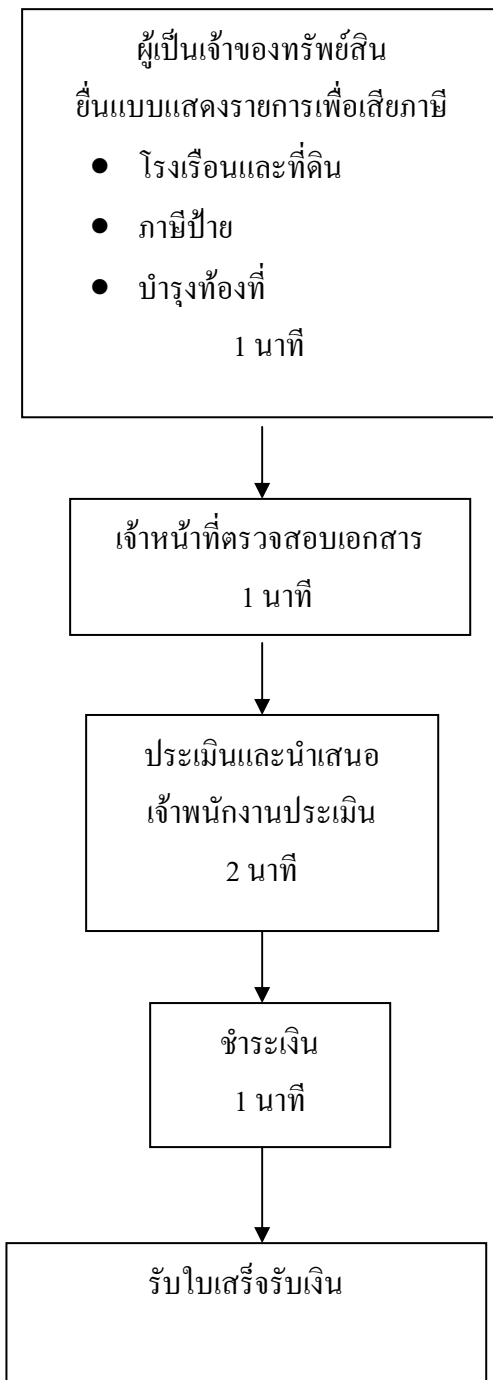 ผู้เป็นเจ้าของทรัพย์สิน
ยื่นแบบแสดงรายการเพื่อเสียภาษี
● โรงเรือนและที่ดิน
● ภาษีป้าย
● บำรุงท้องที่
1 นาที
เจ้าหน้าที่ตรวจสอบเอกสาร
1 นาที
ประเมินและนำเสนอ
เจ้าพนักงานประเมิน
2 นาที
ชำระเงิน
1 นาที
รับใบเสร็จรับเงิน